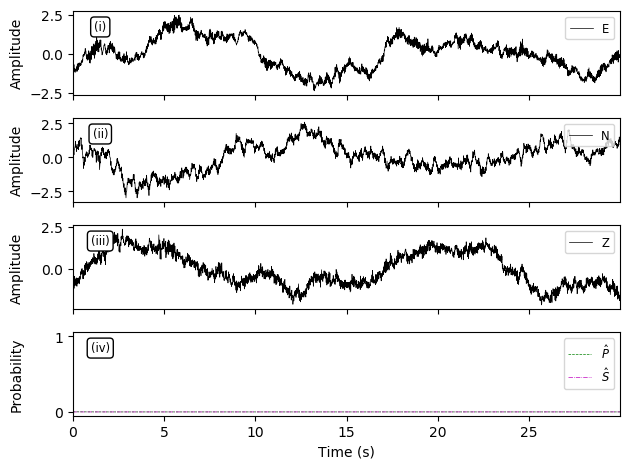 Amplitude
2.5
0.0
−2.5
(i)
E
Amplitude
2.5
0.0
−2.5
(ii)
N
Amplitude
2.5
0.0
(iii)
Z
Probability
1
0
(iv)
P̂
Ŝ
0 5 10 15 20 25
Time (s)